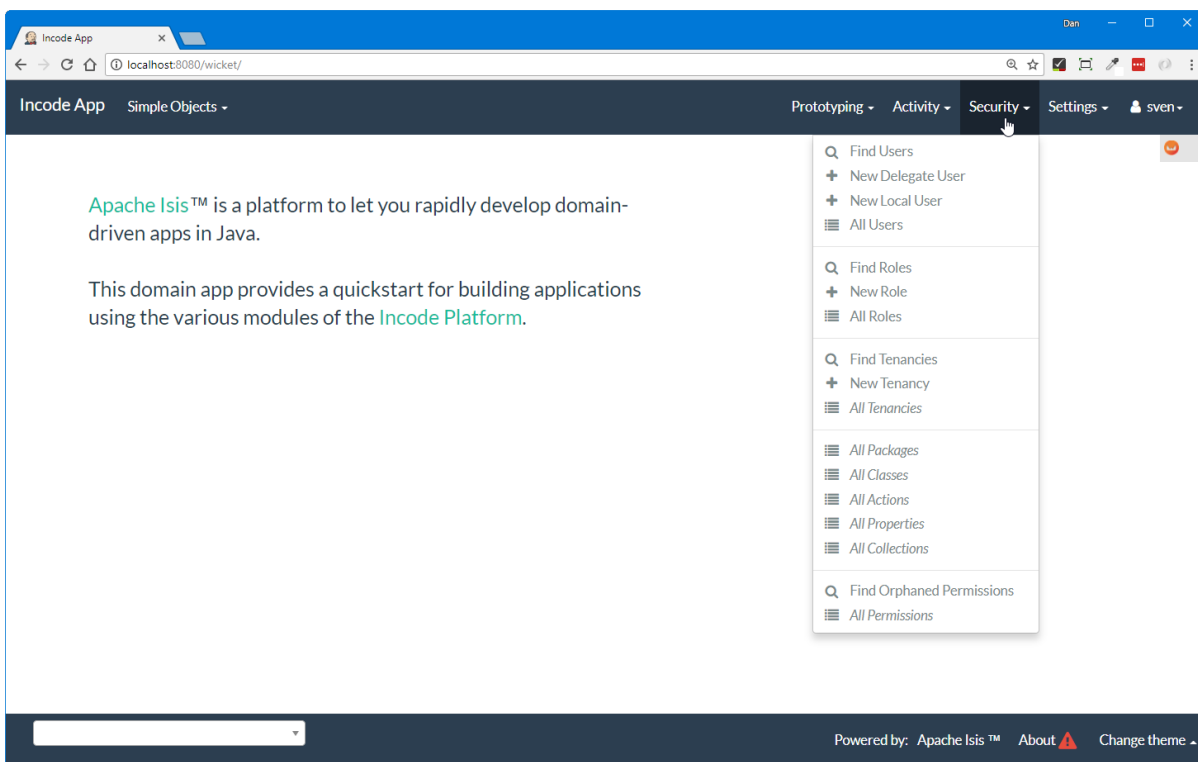 Dan
Incode App
localhost:8080/wicket/
Incode App Simple Objects Prototyping Activity Security Settings sven
Apache Isis™ is a platform to let you rapidly develop domain-
driven apps in Java.
This domain app provides a quickstart for building applications
using the various modules of the Incode Platform.
Find Users
New Delegate User
New Local User
All Users
Find Roles
New Role
All Roles
Find Tenancies
New Tenancy
All Tenancies
All Packages
All Classes
All Actions
All Properties
All Collections
Find Orphaned Permissions
All Permissions
Powered by: Apache Isis ™ About Change theme